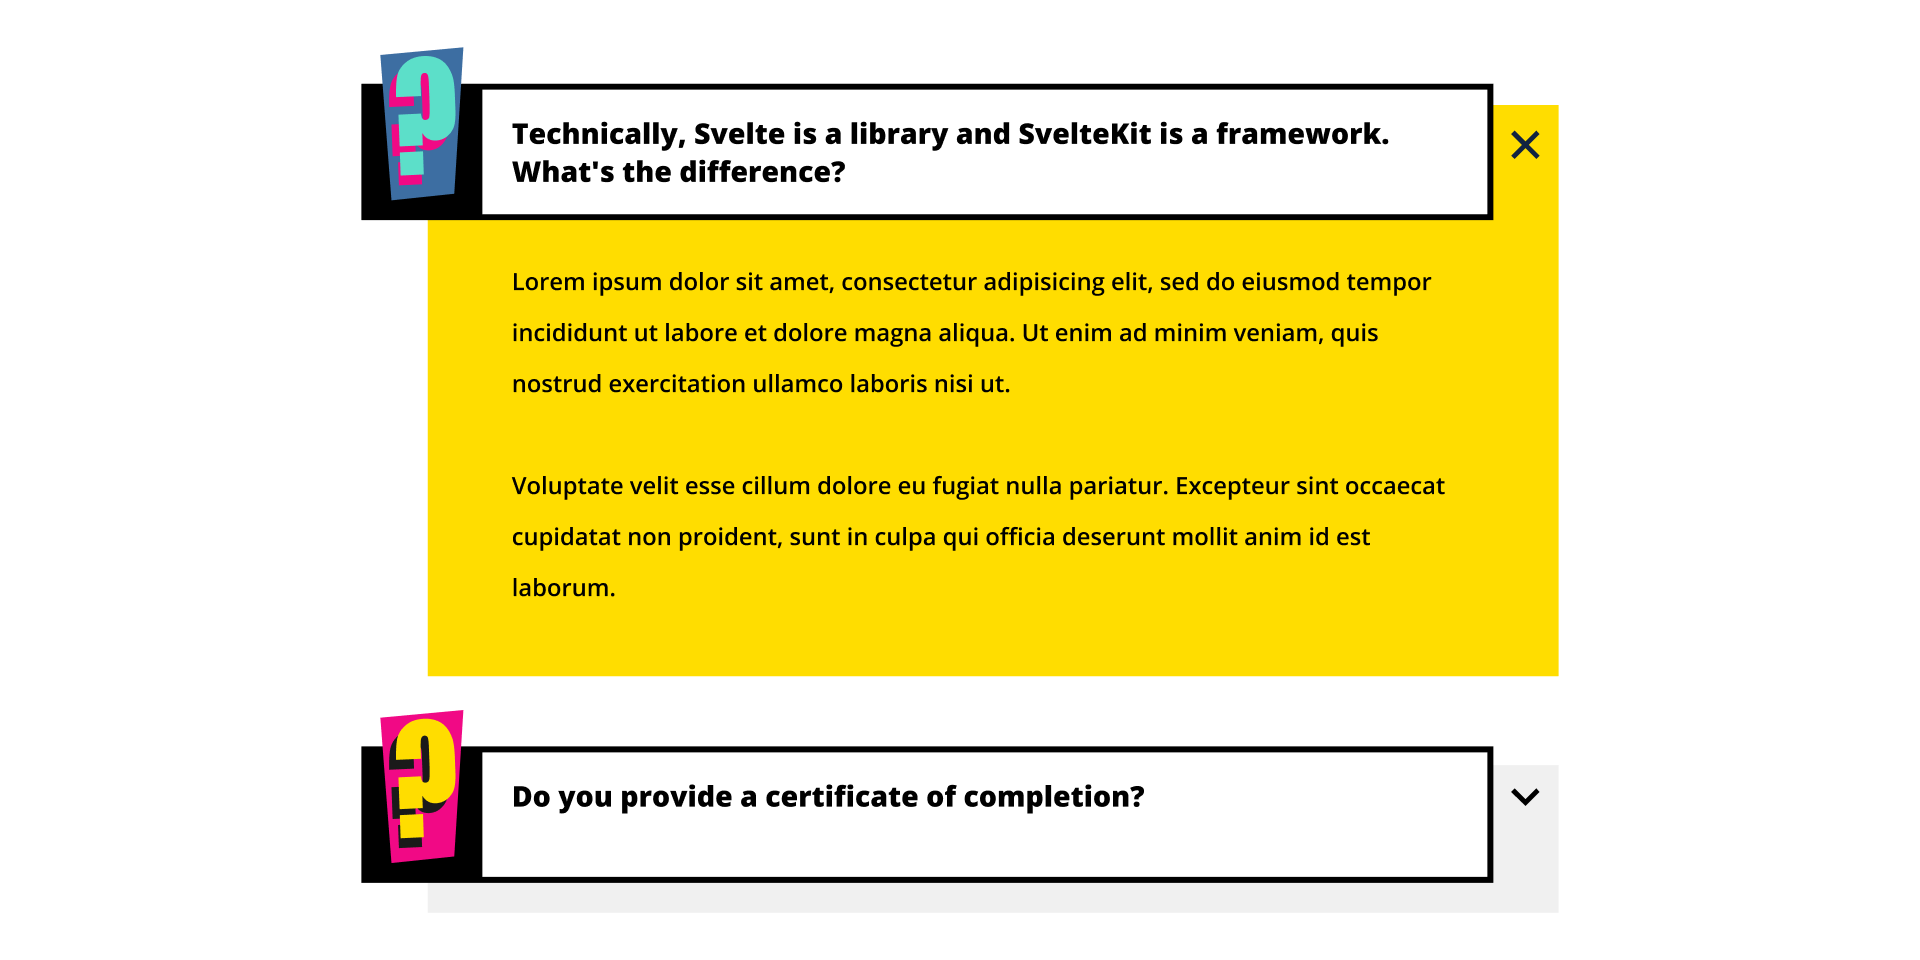 ?
Technically, Svelte is a library and SvelteKit is a framework.
What's the difference?
Lorem ipsum dolor sit amet, consectetur adipisicing elit, sed do eiusmod tempor
incididunt ut labore et dolore magna aliqua. Ut enim ad minim veniam, quis
nostrud exercitation ullamco laboris nisi ut.
Voluptate velit esse cillum dolore eu fugiat nulla pariatur. Excepteur sint occaecat
cupidatat non proident, sunt in culpa qui officia deserunt mollit anim id est
laborum.
?
Do you provide a certificate of completion?